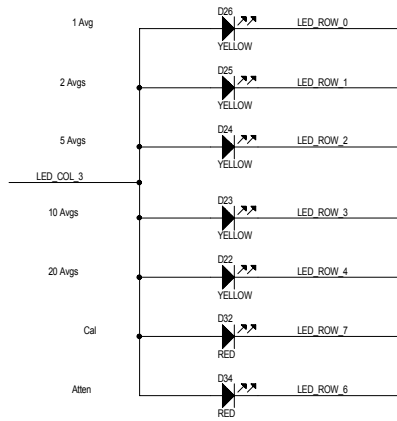 D26
1 Avg
LED_ROW_0
YELLOW
D25
2 Avgs
LED_ROW_1
YELLOW
D24
5 Avgs
LED_ROW_2
YELLOW
LED_COL_3
D23
10 Avgs
LED_ROW_3
YELLOW
D22
20 Avgs
LED_ROW_4
YELLOW
D32
Cal
LED_ROW_7
RED
D34
Atten
LED_ROW_6
RED